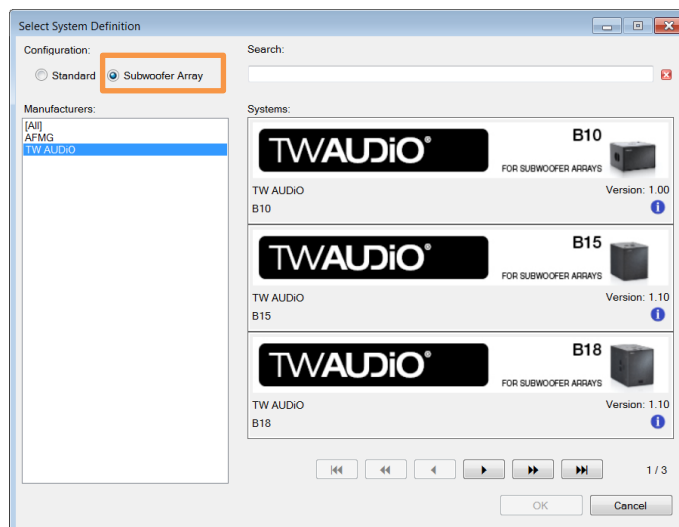 Select System Definition
Configuration:
Standard
Subwoofer Array
Search:
Manufacturers:
[All]
AFMG
TW AUDiO
Systems:
TWAUDiO®
B10
FOR SUBWOOFER ARRAYS
TW AUDiO
Version: 1.00
B10
TWAUDiO®
B15
FOR SUBWOOFER ARRAYS
TW AUDiO
Version: 1.10
B15
TWAUDiO®
B18
FOR SUBWOOFER ARRAYS
TW AUDiO
Version: 1.10
B18
1 / 3
OK
Cancel